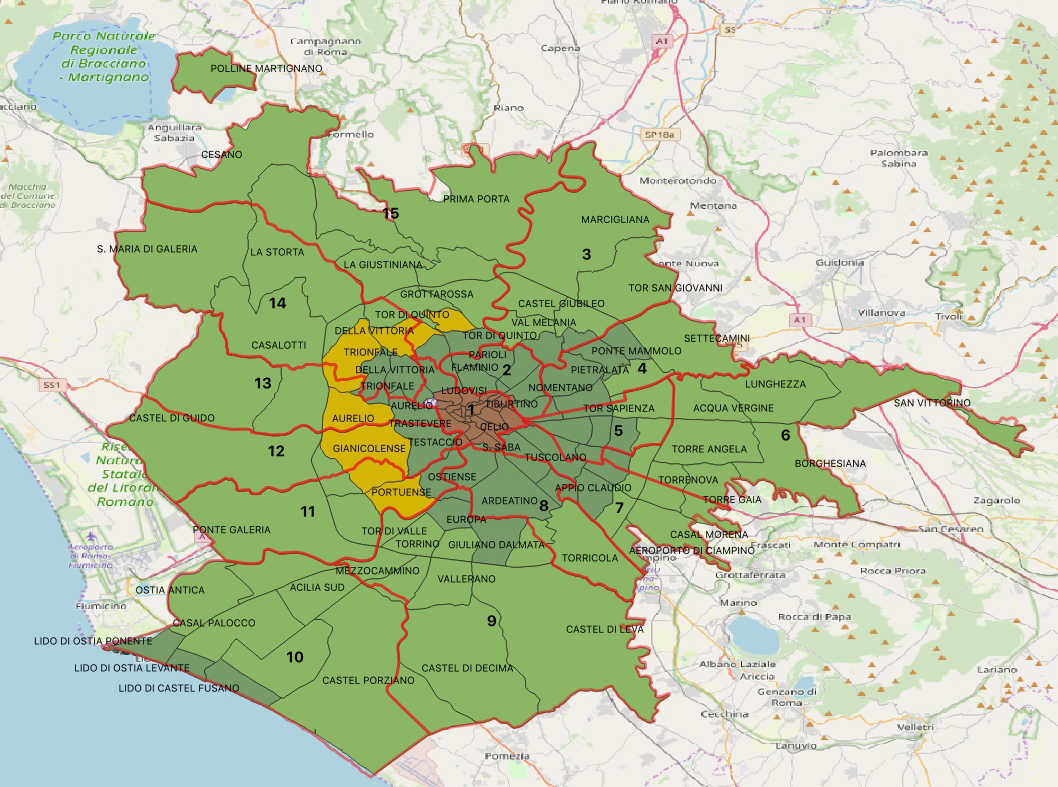 Fiano Romano
Parco Naturale
Regionale
di Bracciano
- Martignano
A1
SS
Campagnano
di Roma
Capena
POLLINE MARTIGNANO
Riano
Anguillara
Sabazia
Formello
SP18a
CESANO
Palombara
Sabina
Monterotondo
Macchia
del Comune
di Bracciano
PRIMA PORTA
Mentana
15
MARCIGLIANA
S. MARIA DI GALERIA
LA STORTA
3
LA GIUSTINIANA
Guidonia
TOR SAN GIOVANNI
GROTTAROSSA
14
CASTEL GIUBILEO
Villanova
Tivoli
TOR DI QUINTO
VAL MELANIA
A1
DELLA VITTORIA
TOR DI QUINTO
SETTECAMINI
CASALOTTI
TRIONFALE
PARIOLI
PONTE MAMMOLO
FLAMINIO
2
DELLA VITTORIA
PIETRALATA
4
SS1
13
TRIONFALE
LUDOVISI
NOMENTANO
LUNGHEZZA
AURELIO
TIBURTINO
SAN VITTORINO
1
TOR SAPIENZA
ACQUA VERGINE
CASTEL DI GUIDO
AURELIO
TRASTEVERE
CELIO
5
6
12
GIANICOLENSE
TESTACCIO
S. SABA
TUSCOLANO
TORRE ANGELA
BORGHESIANA
Riserva
Naturale
Statale
del Litorale
Romano
OSTIENSE
APPIO CLAUDIO
TORRENOVA
PORTUENSE
ARDEATINO
8
7
TORRE GAIA
Zagarolo
11
EUROPA
PONTE GALERIA
TOR DI VALLE
CASAL MORENA
San Cesareo
TORRINO
GIULIANO DALMATA
AEROPORTO DI CIAMPINO
Frascati
Monte Compatri
Aeroporto
di Roma-
Fiumicino
TORRICOLA
MEZZOCAMMINO
VALLERANO
Grottaferrata
Rocca Priora
OSTIA ANTICA
ACILIA SUD
Fiumicino
Marino
Rocca di Papa
CASAL PALOCCO
9
CASTEL DI LEVA
LIDO DI OSTIA PONENTE
10
LIDO DI OSTIA LEVANTE
CASTEL DI DECIMA
Albano Laziale
Ariccia
Lariano
CASTEL PORZIANO
LIDO DI CASTEL FUSANO
Genzano di
Roma
Cecchina
Velletri
Lanuvio
Pomezia